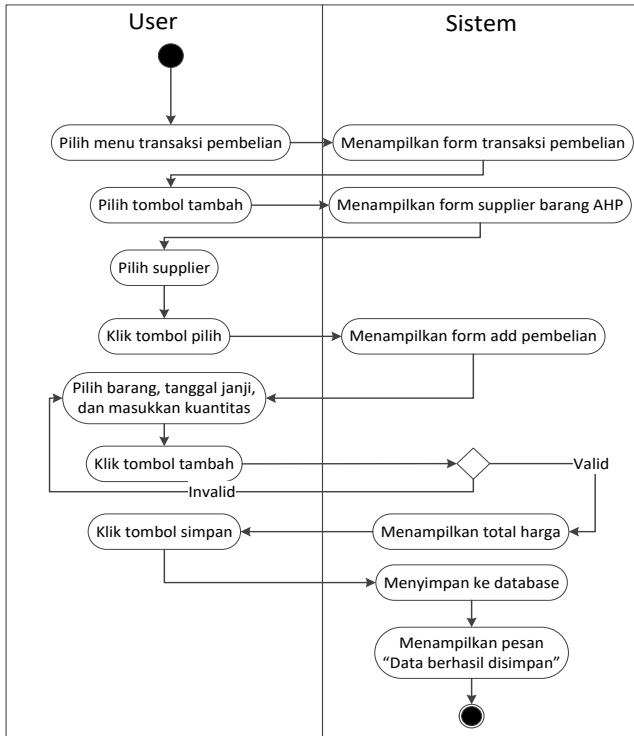 User
Sistem
Pilih menu transaksi pembelian
Menampilkan form transaksi pembelian
Pilih tombol tambah
Menampilkan form supplier barang AHP
Pilih supplier
Klik tombol pilih
Menampilkan form add pembelian
Pilih barang, tanggal janji,
dan masukkan kuantitas
Klik tombol tambah
Valid
Invalid
Klik tombol simpan
Menampilkan total harga
Menyimpan ke database
Menampilkan pesan
“Data berhasil disimpan”